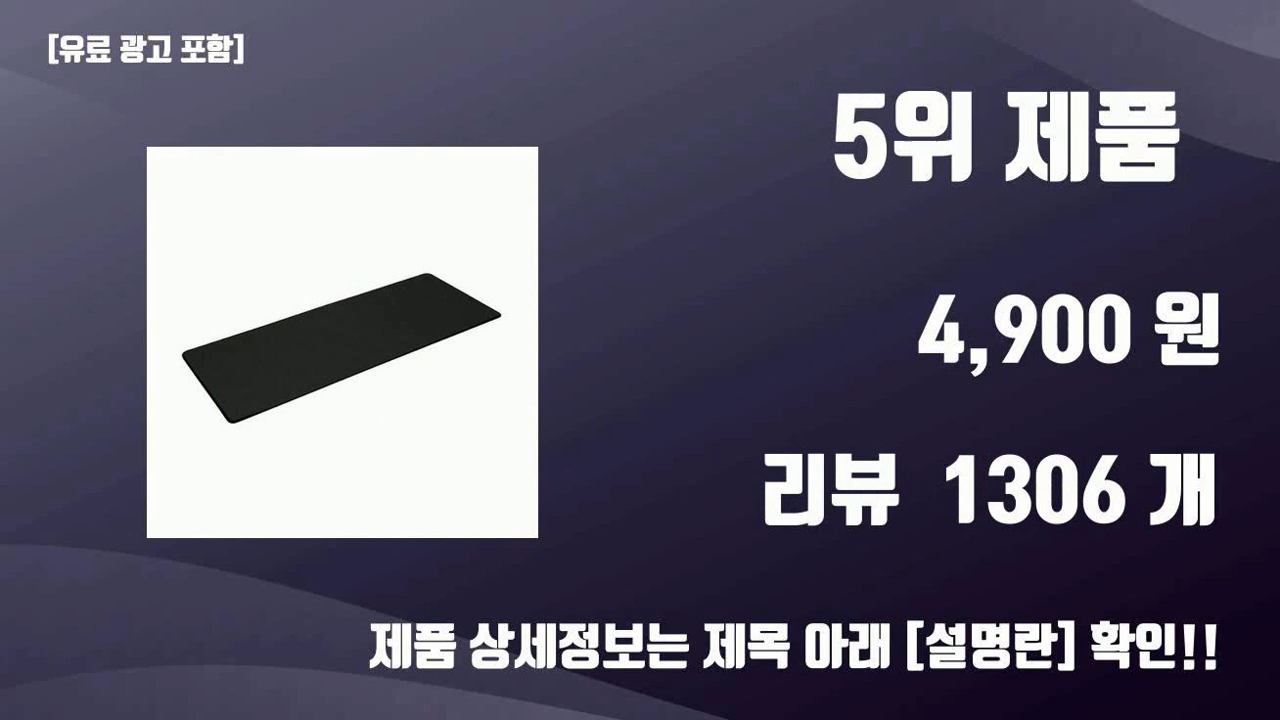 [유료 광고 포함]
5위 제품
4,900 원
리뷰 1306 개
제품 상세정보는 제목 아래 [설명란] 확인!!